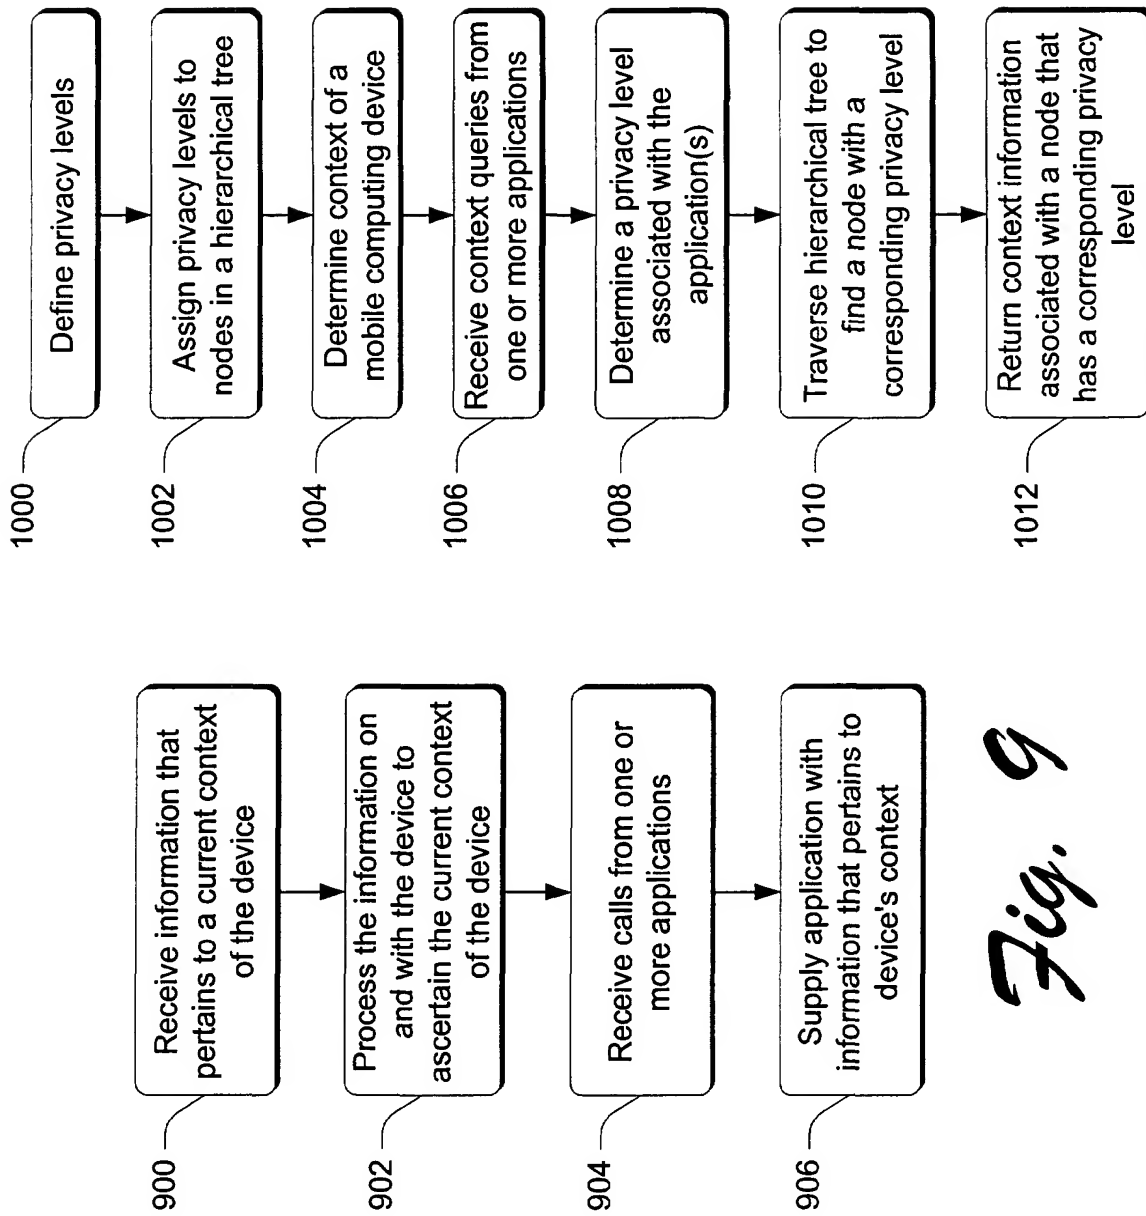 900
Receive information that
pertains to a current context
of the device
902
Process the information on
and with the device to
ascertain the current context
of the device
904
Receive calls from one or
more applications
906
Supply application with
information that pertains to
device's context
Fig. 9
1000
Define privacy levels
1002
Assign privacy levels to
nodes in a hierarchical tree
1004
Determine context of a
mobile computing device
1006
Receive context queries from
one or more applications
1008
Determine a privacy level
associated with the
application(s)
1010
Traverse hierarchical tree to
find a node with a
corresponding privacy level
1012
Return context information
associated with a node that
has a corresponding privacy
level